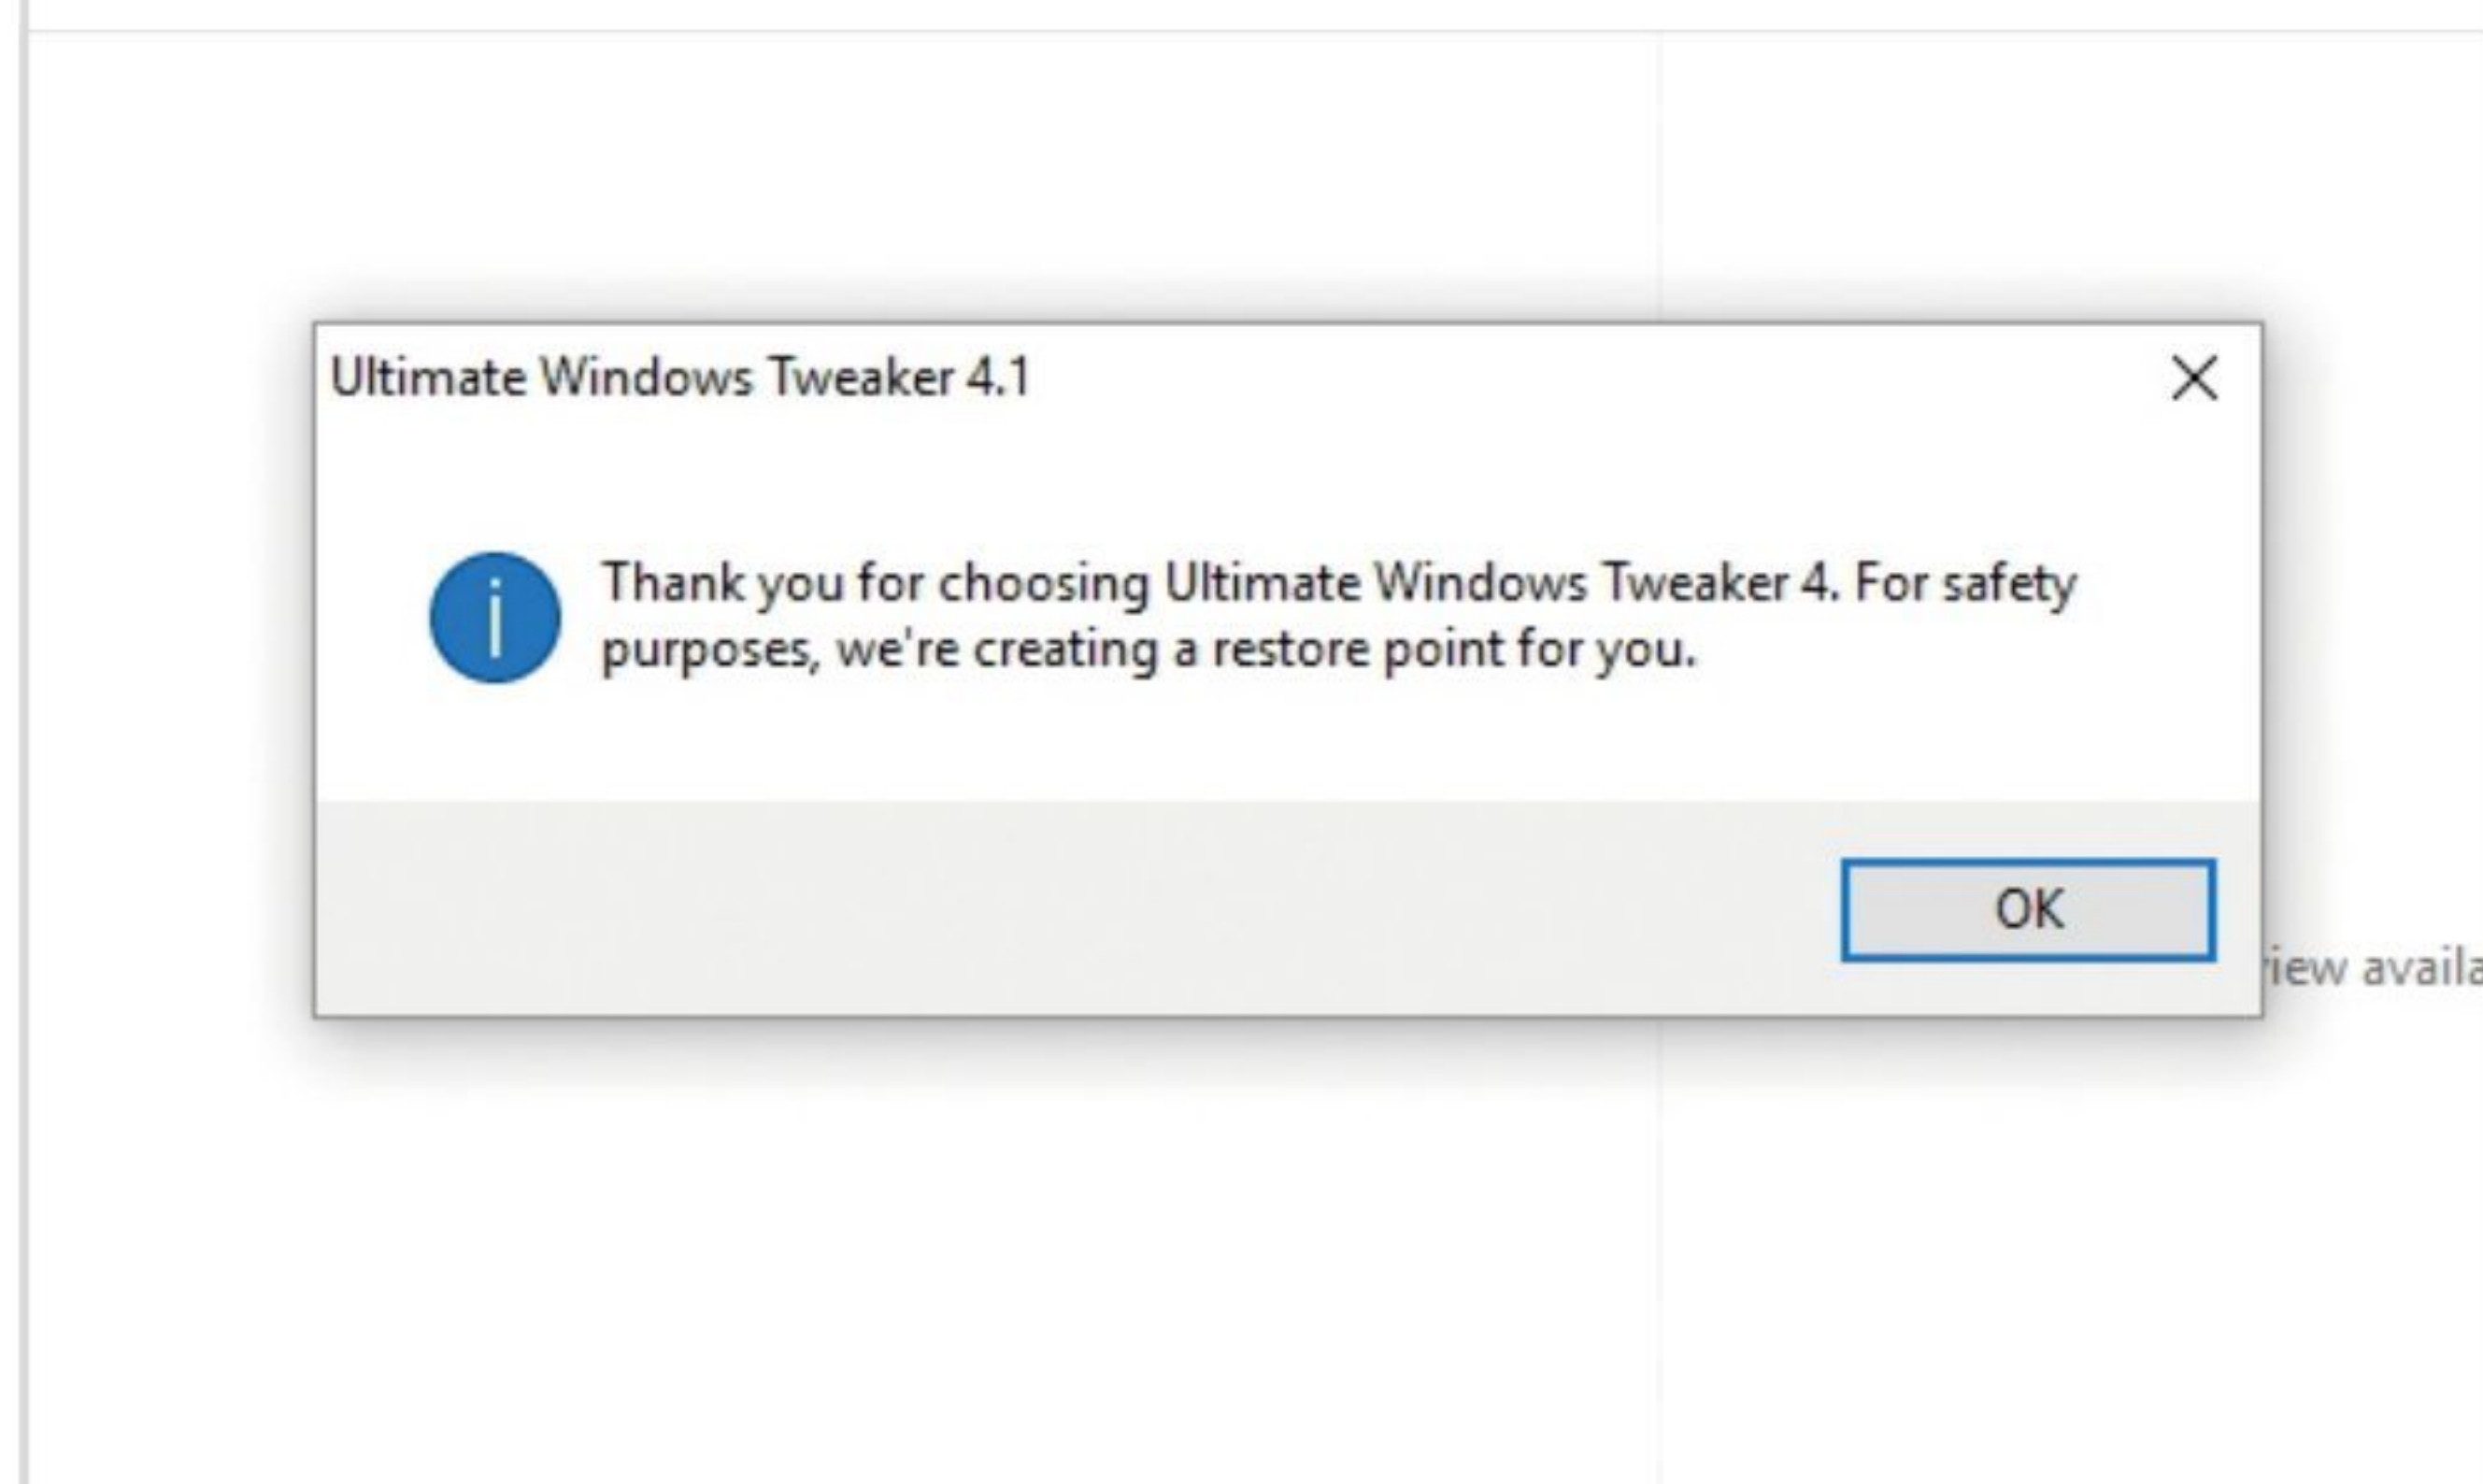 Ultimate Windows Tweaker 4.1
Thank you for choosing Ultimate Windows Tweaker 4. For safety
purposes, we're creating a restore point for you.
OK